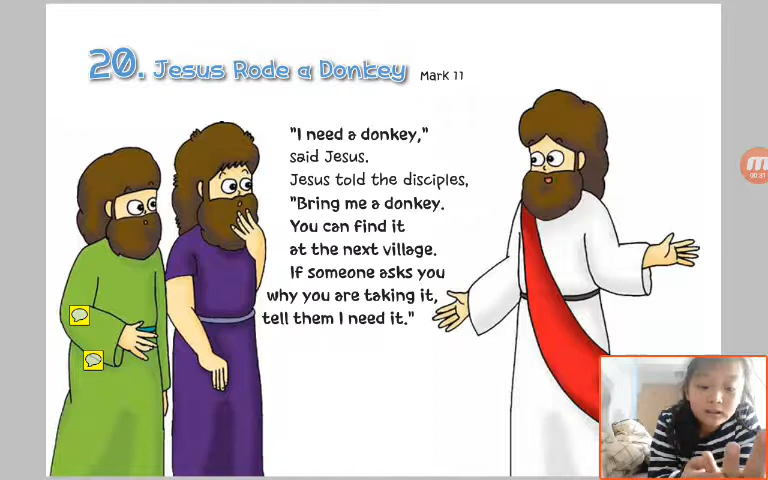 20. Jesus Rode a Donkey Mark 11
"I need a donkey,"
said Jesus.
Jesus told the disciples,
"Bring me a donkey.
You can find it
at the next village.
If someone asks you
why you are taking it,
tell them I need it."
M
00:31